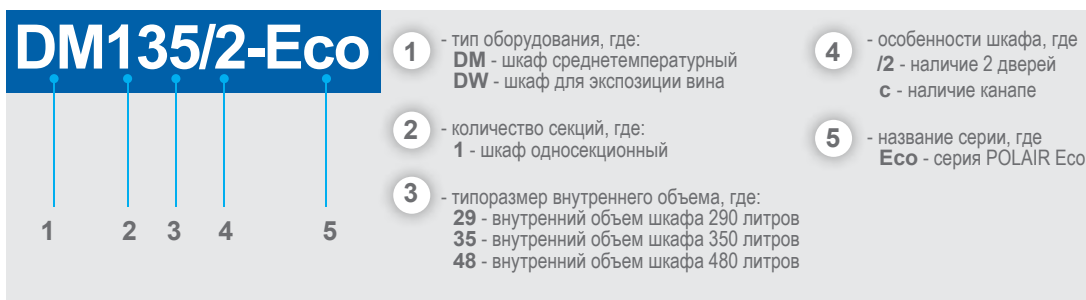 DM135/2-Eco
1 2 3 4 5
1 - тип оборудования, где:
DM - шкаф среднетемпературный
DW - шкаф для экспозиции вина
2 - количество секций, где:
1 - шкаф односекционный
3 - типоразмер внутреннего объема, где:
29 - внутренний объем шкафа 290 литров
35 - внутренний объем шкафа 350 литров
48 - внутренний объем шкафа 480 литров
4 - особенности шкафа, где
/2 - наличие 2 дверей
с - наличие канапе
5 - название серии, где
Eco - серия POLAIR Eco